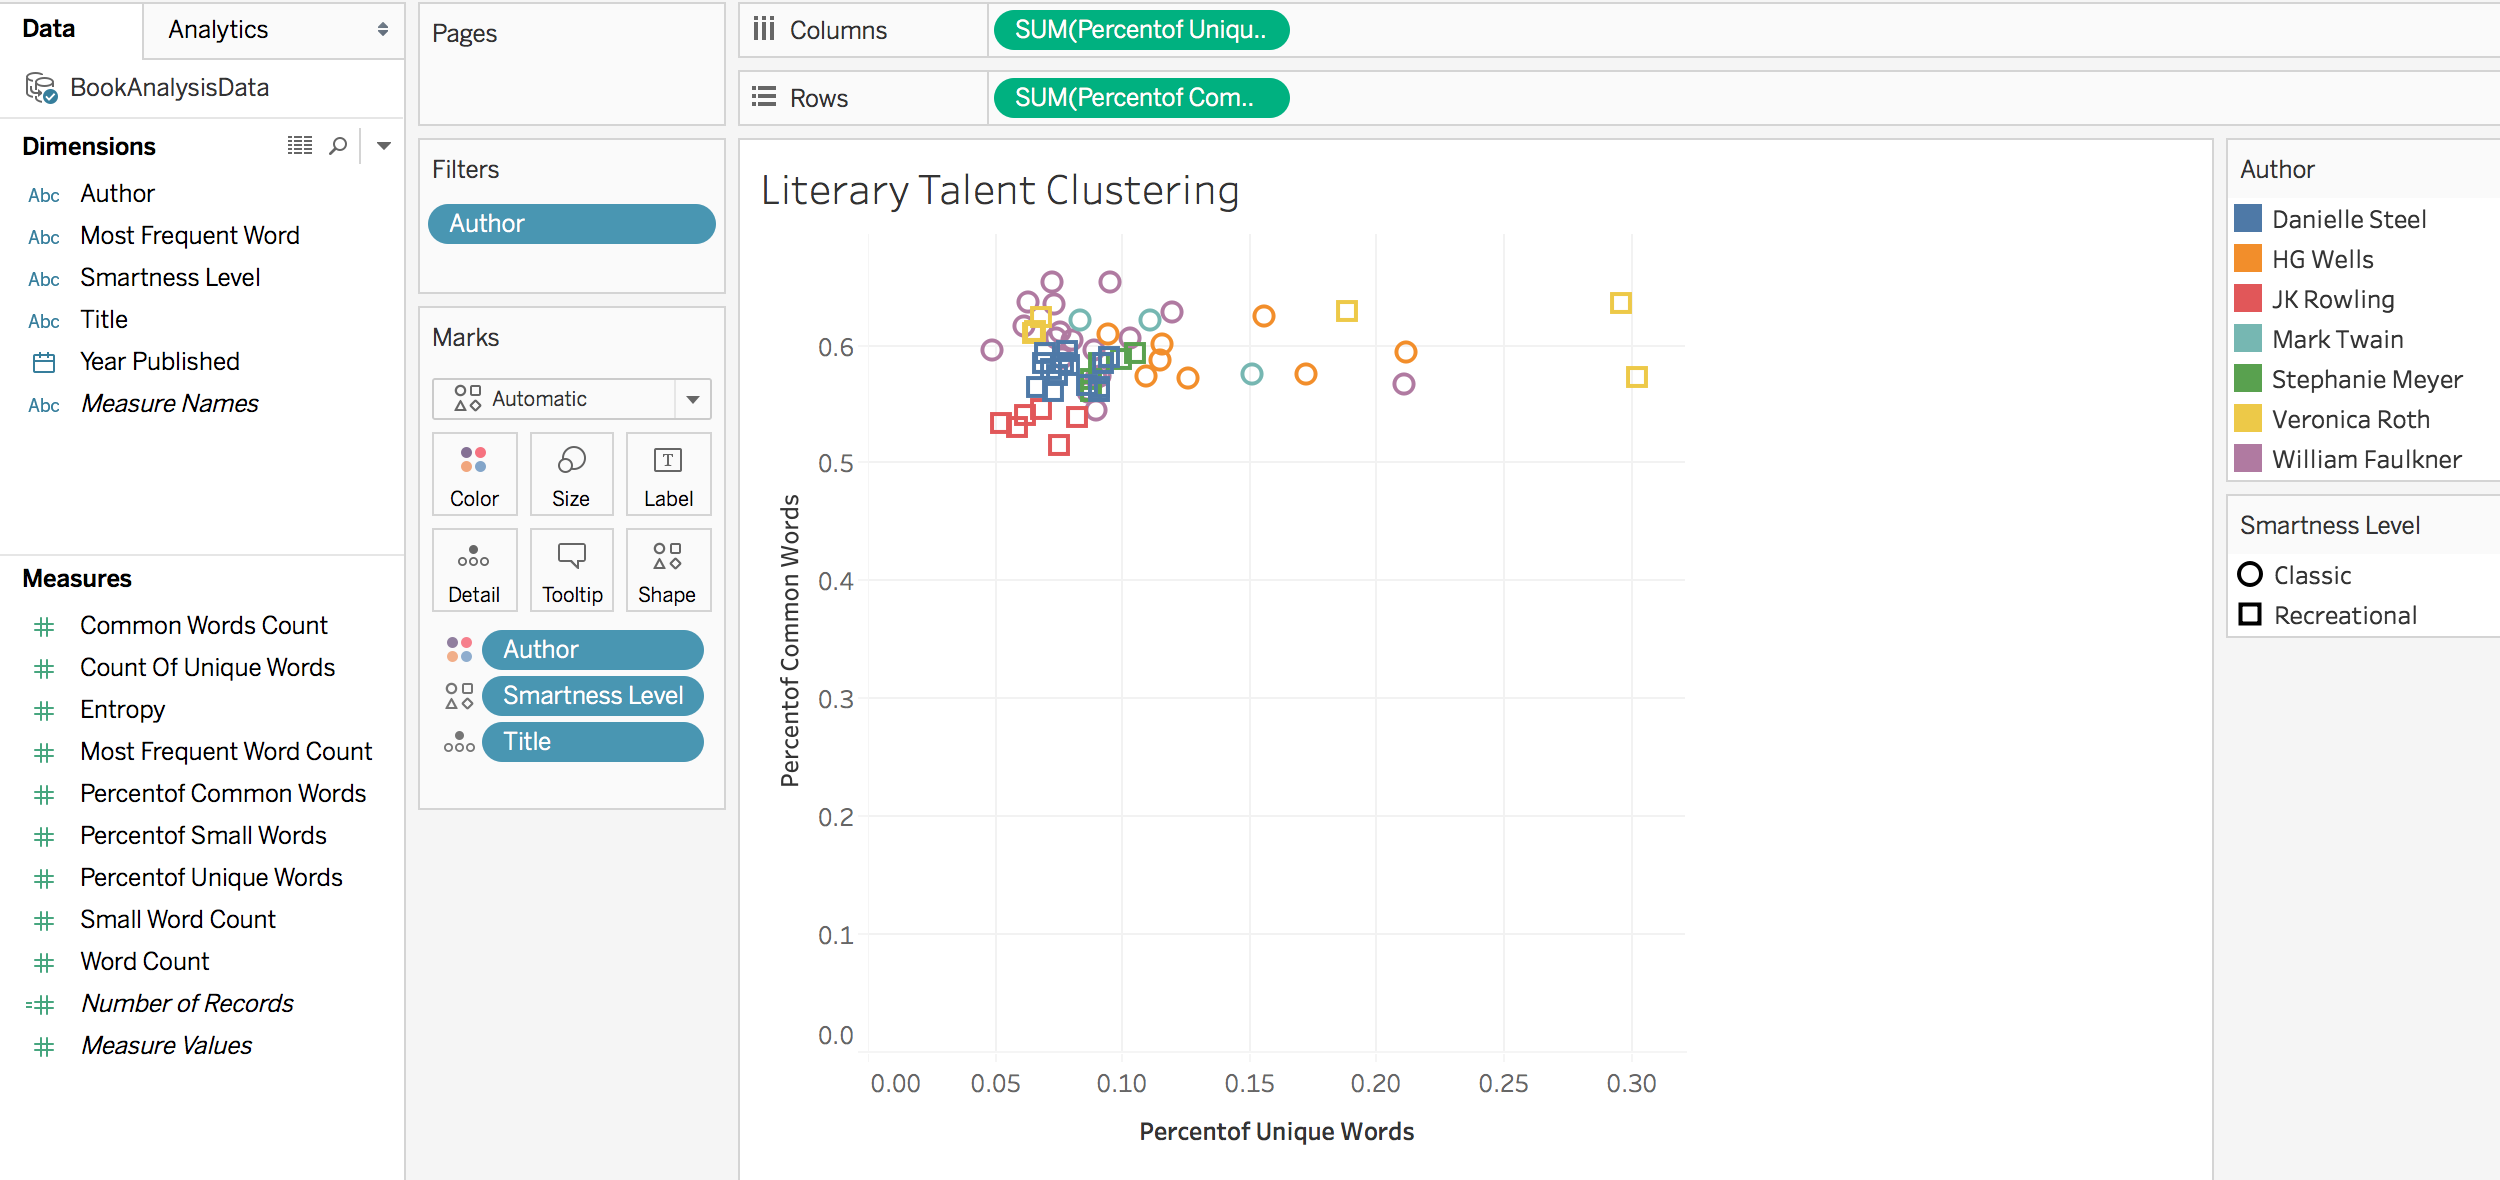 Data
Analytics
BookAnalysisData
Dimensions
Abc Author
Abc Most Frequent Word
Abc Smartness Level
Abc Title
Year Published
Abc Measure Names
Measures
Common Words Count
Count Of Unique Words
Entropy
Most Frequent Word Count
Percentof Common Words
Percentof Small Words
Percentof Unique Words
Small Word Count
Word Count
Number of Records
Measure Values
Pages
Filters
Author
Marks
Automatic
Color Size Label
Detail Tooltip Shape
Author
Smartness Level
Title
Columns SUM(Percentof Uniqu..
Rows SUM(Percentof Com..
Literary Talent Clustering
Percentof Common Words
0.6
0.5
0.4
0.3
0.2
0.1
0.0
0.00 0.05 0.10 0.15 0.20 0.25 0.30
Percentof Unique Words
Author
Danielle Steel
HG Wells
JK Rowling
Mark Twain
Stephanie Meyer
Veronica Roth
William Faulkner
Smartness Level
Classic
Recreational